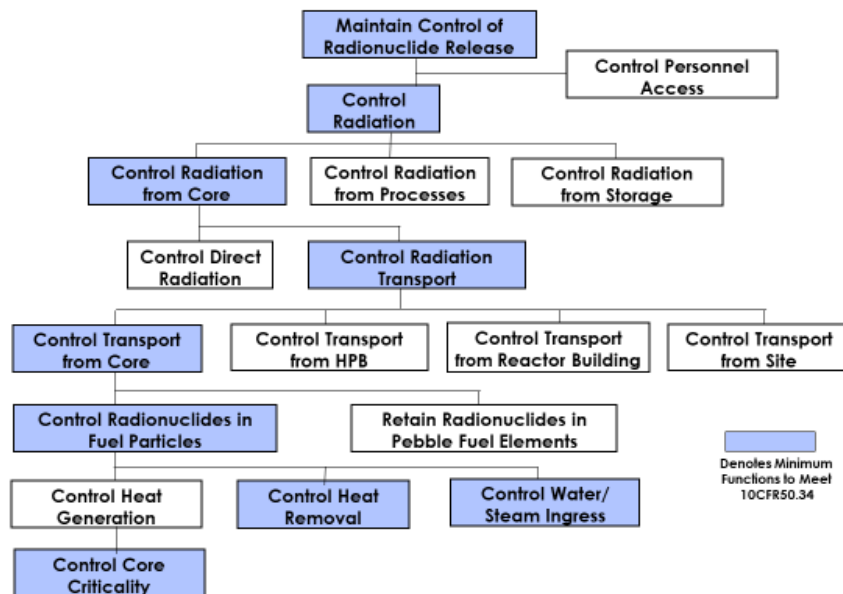 Maintain Control of
Radionuclide Release
Control Personnel
Access
Control
Radiation
Control Radiation
from Core
Control Radiation
from Processes
Control Radiation
from Storage
Control Direct
Radiation
Control Radiation
Transport
Control Transport
from Core
Control Transport
from HPB
Control Transport
from Reactor Building
Control Transport
from Site
Control Radionuclides in
Fuel Particles
Retain Radionuclides in
Pebble Fuel Elements
Denotes Minimum
Functions to Meet
10CFR50.34
Control Heat
Generation
Control Heat
Removal
Control Water/
Steam Ingress
Control Core
Criticality